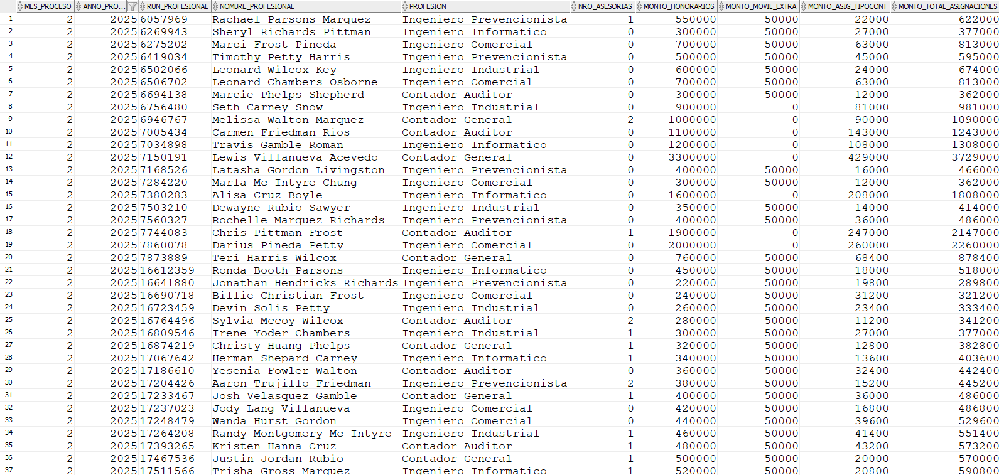 MES_PROCESO ANNO_PRO... RUN_PROFESIONAL NOMBRE_PROFESIONAL PROFESION NRO_ASESORIAS MONTO_HONORARIOS MONTO_MOVIL_EXTRA MONTO_ASIG_TIPOCONT MONTO_TOTAL_ASIGNACIONES
1 2 2025 6057969 Rachael Parsons Marquez Ingeniero Prevencionista 1 550000 50000 22000 622000
2 2 2025 6269943 Sheryl Richards Pittman Ingeniero Informatico 0 300000 50000 27000 377000
3 2 2025 6275202 Marci Frost Pineda Ingeniero Comercial 0 700000 50000 63000 813000
4 2 2025 6419034 Timothy Petty Harris Ingeniero Prevencionista 0 500000 50000 45000 595000
5 2 2025 6502066 Leonard Wilcox Key Ingeniero Industrial 0 600000 50000 24000 674000
6 2 2025 6506702 Leonard Chambers Osborne Ingeniero Comercial 0 700000 50000 63000 813000
7 2 2025 6694138 Marcie Phelps Shepherd Contador Auditor 0 300000 50000 12000 362000
8 2 2025 6756480 Seth Carney Snow Ingeniero Industrial 0 900000 0 81000 981000
9 2 2025 6946767 Melissa Walton Marquez Contador General 2 1000000 0 90000 1090000
10 2 2025 7005434 Carmen Friedman Rios Contador Auditor 0 1100000 0 143000 1243000
11 2 2025 7034898 Travis Gamble Roman Ingeniero Informatico 0 1200000 0 108000 1308000
12 2 2025 7150191 Lewis Villanueva Acevedo Contador General 0 3300000 0 429000 3729000
13 2 2025 7168526 Latasha Gordon Livingston Ingeniero Prevencionista 0 400000 50000 16000 466000
14 2 2025 7284220 Marla Mc Intyre Chung Ingeniero Comercial 0 300000 50000 12000 362000
15 2 2025 7380283 Alisa Cruz Boyle Ingeniero Informatico 0 1600000 0 208000 1808000
16 2 2025 7503210 Dewayne Rubio Sawyer Ingeniero Industrial 0 350000 50000 14000 414000
17 2 2025 7560327 Rochelle Marquez Richards Ingeniero Prevencionista 0 400000 50000 36000 486000
18 2 2025 7744083 Chris Pittman Frost Contador Auditor 1 1900000 0 247000 2147000
19 2 2025 7860078 Darius Pineda Petty Ingeniero Comercial 0 2000000 0 260000 2260000
20 2 2025 7873889 Teri Harris Wilcox Contador General 0 760000 50000 68400 878400
21 2 2025 16612359 Ronda Booth Parsons Ingeniero Informatico 0 450000 50000 18000 518000
22 2 2025 16641880 Jonathan Hendricks Richards Ingeniero Prevencionista 0 220000 50000 19800 289800
23 2 2025 16690718 Billie Christian Frost Ingeniero Comercial 0 240000 50000 31200 321200
24 2 2025 16723459 Devin Solis Petty Ingeniero Industrial 0 260000 50000 23400 333400
25 2 2025 16764496 Sylvia Mccoy Wilcox Contador Auditor 2 280000 50000 11200 341200
26 2 2025 16809546 Irene Yoder Chambers Ingeniero Industrial 1 300000 50000 27000 377000
27 2 2025 16874219 Christy Huang Phelps Contador General 1 320000 50000 12800 382800
28 2 2025 17067642 Herman Shepard Carney Ingeniero Informatico 1 340000 50000 13600 403600
29 2 2025 17186610 Yesenia Fowler Walton Contador Auditor 0 360000 50000 32400 442400
30 2 2025 17204426 Aaron Trujillo Friedman Ingeniero Prevencionista 2 380000 50000 15200 445200
31 2 2025 17233467 Josh Velasquez Gamble Contador General 1 400000 50000 36000 486000
32 2 2025 17237023 Jody Lang Villanueva Ingeniero Comercial 0 420000 50000 16800 486800
33 2 2025 17248479 Wanda Hurst Gordon Ingeniero Comercial 0 440000 50000 39600 529600
34 2 2025 17264208 Randy Montgomery Mc Intyre Ingeniero Industrial 1 460000 50000 41400 551400
35 2 2025 17393265 Kristen Hanna Cruz Contador Auditor 1 480000 50000 43200 573200
36 2 2025 17467536 Justin Jordan Rubio Contador General 1 500000 50000 20000 570000
37 2 2025 17511566 Trisha Gross Marquez Ingeniero Informatico 1 520000 50000 20800 590800